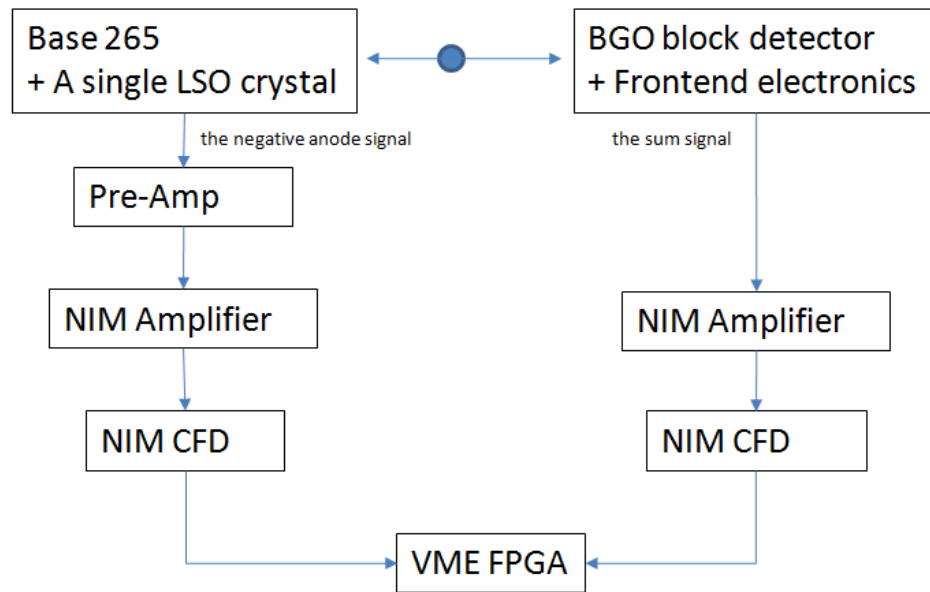 Base 265
+ A single LSO crystal
BGO block detector
+ Frontend electronics
the negative anode signal
the sum signal
Pre-Amp
NIM Amplifier
NIM Amplifier
NIM CFD
NIM CFD
VME FPGA